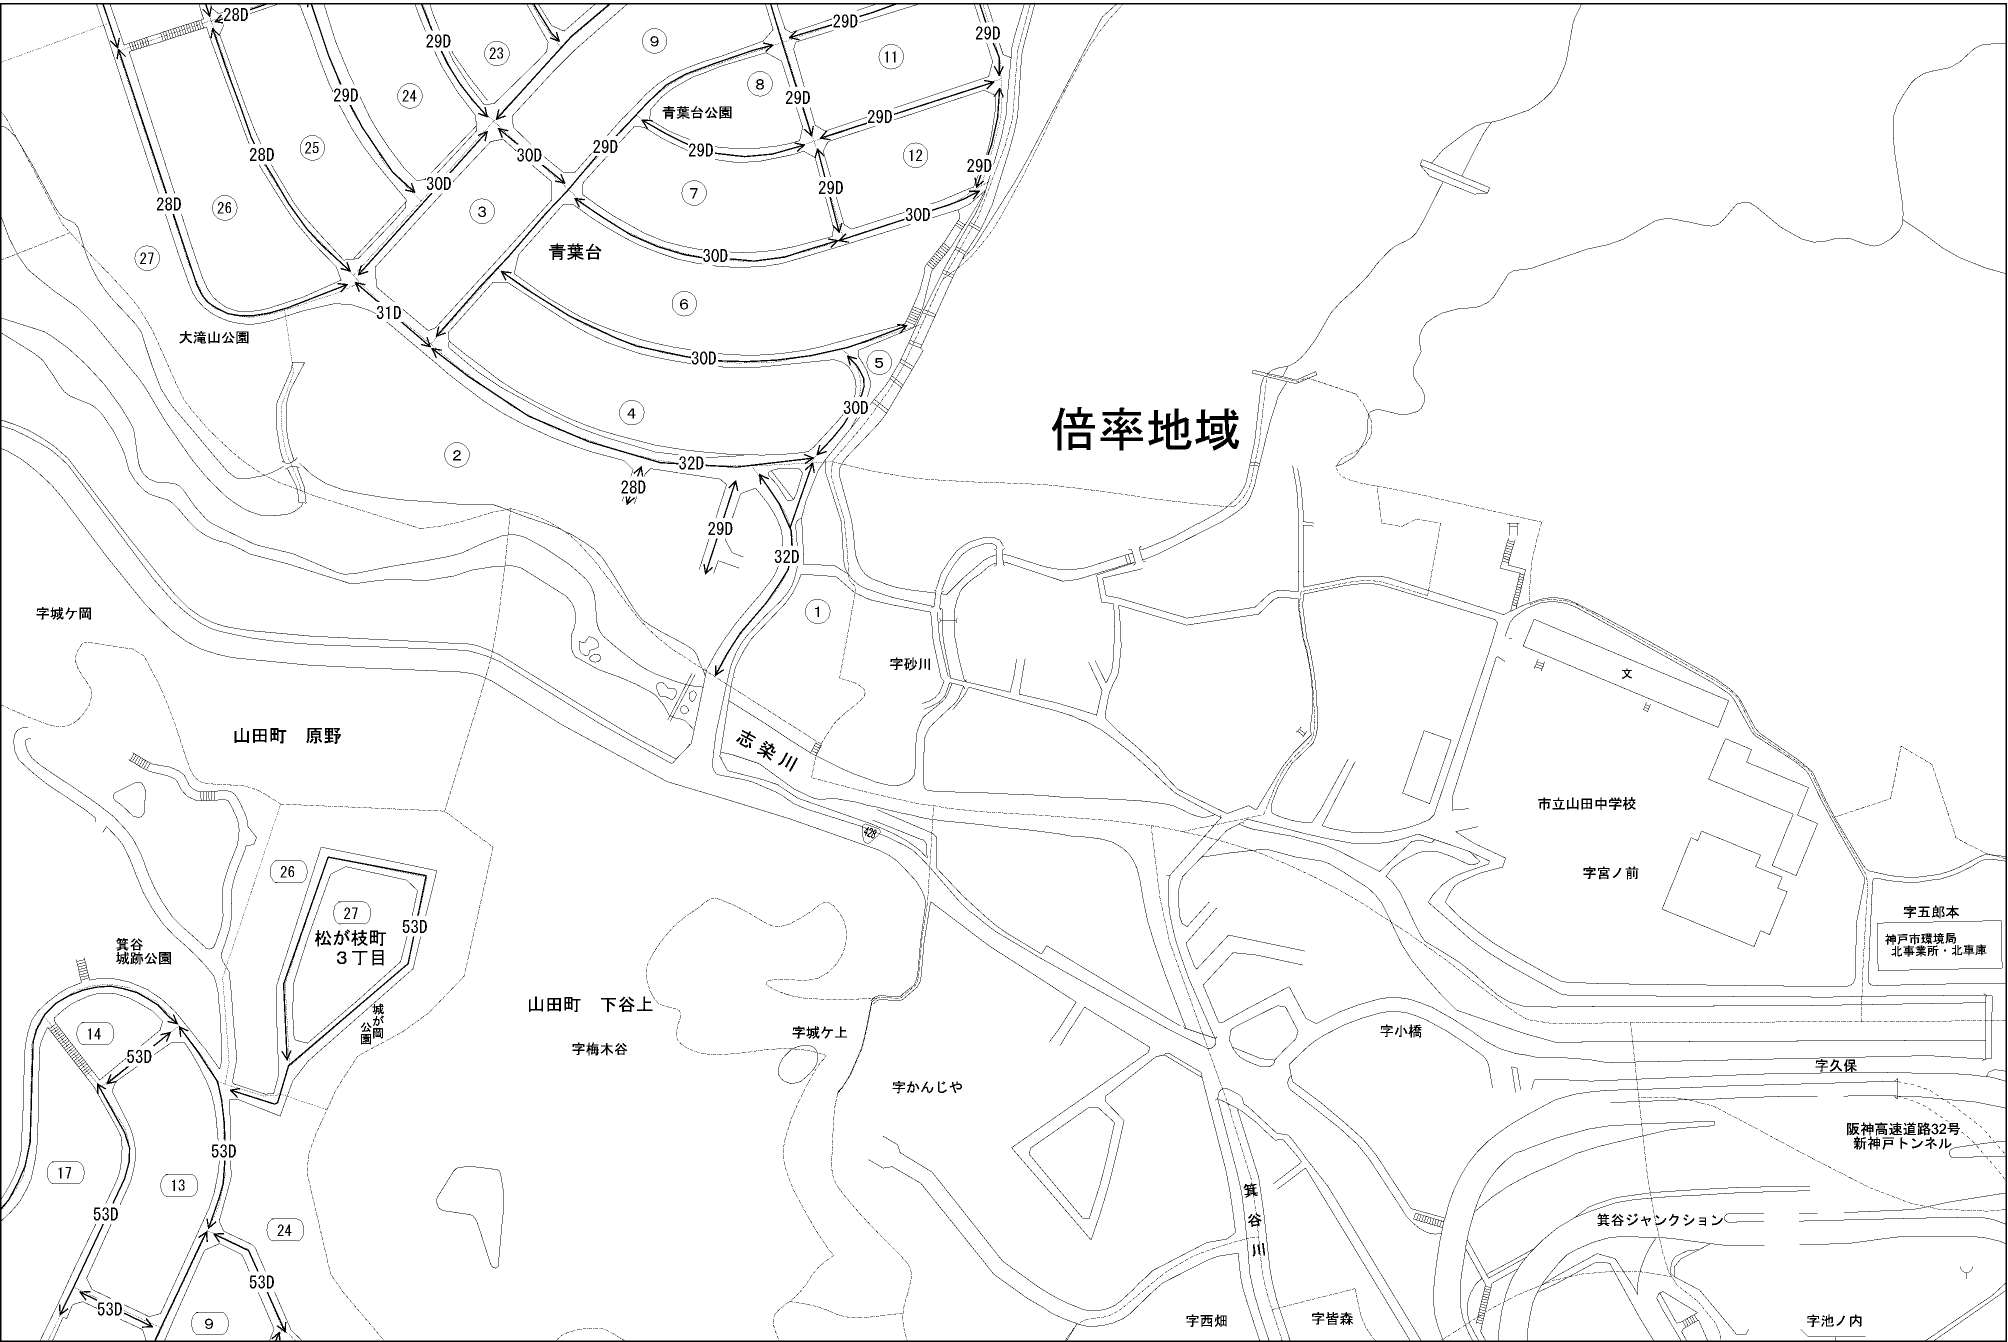 28D
29D
29D
23
9
29D
11
29D
8
24
29D
29D
青葉台公園
29D
28D
25
30D
29D
29D
12
29D
30D
7
29D
28D
26
3
30D
青葉台
30D
27
6
31D
大滝山公園
30D
5
30D
4
倍率地域
2
32D
28D
29D
32D
1
字城ケ岡
字砂川
文
山田町 原野
志染川
市立山田中学校
428
26
字宮ノ前
27
松が枝町
3丁目
53D
字五郎本
神戸市環境局
北事業所・北車庫
箕谷
城跡公園
城が岡
公園
山田町 下谷上
字城ケ上
字梅木谷
字小橋
14
53D
字久保
字かんじや
阪神高速道路32号
新神戸トンネル
53D
17
13
箕谷川
53D
24
箕谷ジャンクション
53D
53D
9
字西畑
字皆森
字池ノ内